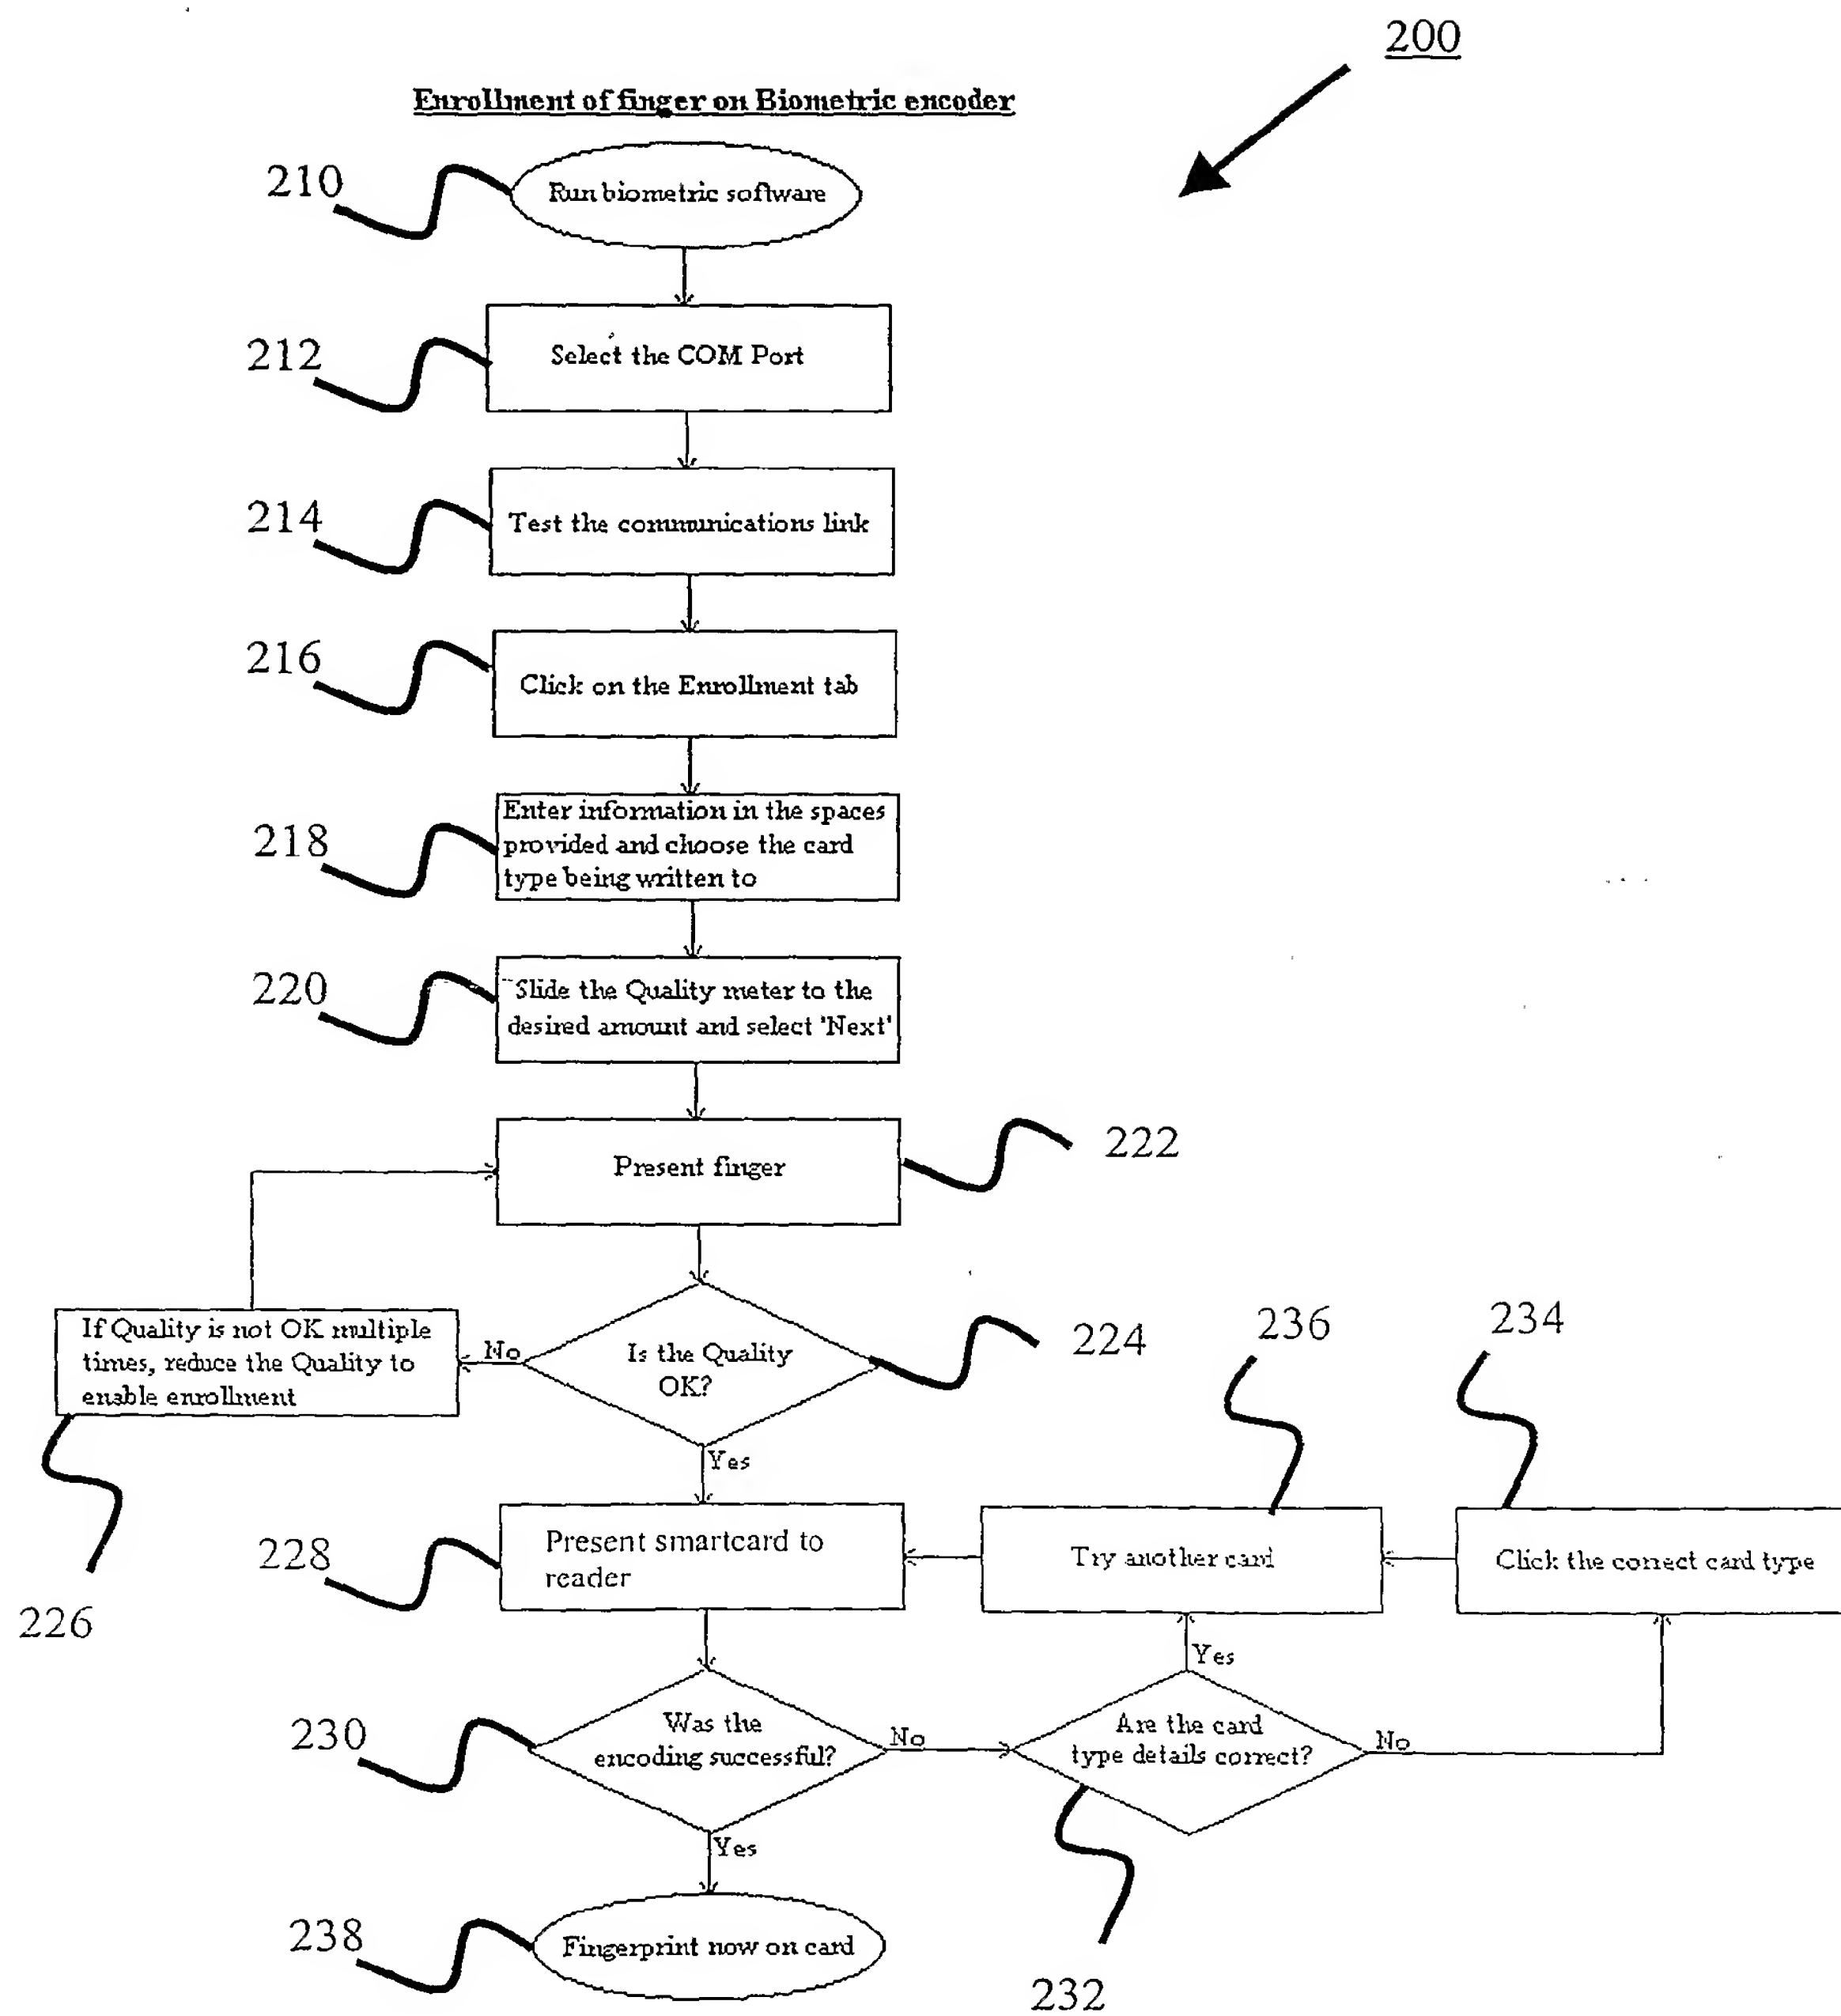 200
Enrollment of finger on Biometric encoder
210
Run biometric software
212
Select the COM Port
214
Test the communications link
216
Click on the Enrollment tab
218
Enter information in the spaces
provided and choose the card
type being written to
220
Slide the Quality meter to the
desired amount and select 'Next'
Present finger
222
If Quality is not OK multiple
times, reduce the Quality to
enable enrollment
No
Is the Quality
OK?
224
236
234
Yes
226
228
Present smartcard to
reader
Try another card
Click the correct card type
Yes
230
Was the
encoding successful?
No
Are the card
type details correct?
No
Yes
238
Fingerprint now on card
232